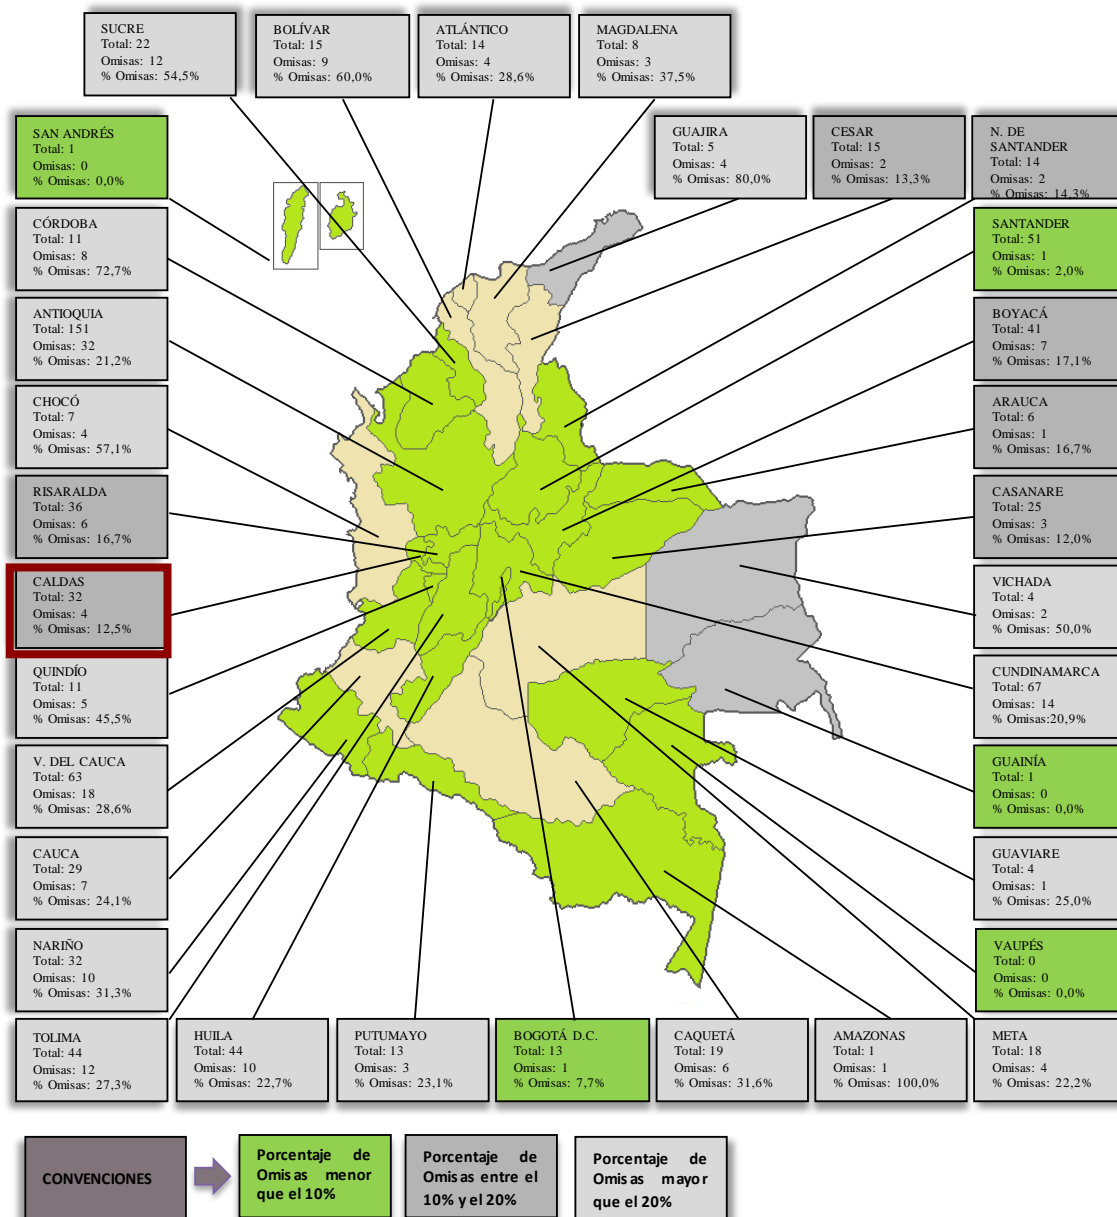 SUCRE
Total: 22
Omisas: 12
% Omisas: 54,5%
BOLÍVAR
Total: 15
Omisas: 9
% Omisas: 60,0%
ATLÁNTICO
Total: 14
Omisas: 4
% Omisas: 28,6%
MAGDALENA
Total: 8
Omisas: 3
% Omisas: 37,5%
SAN ANDRÉS
Total: 1
Omisas: 0
% Omisas: 0,0%
GUAJIRA
Total: 5
Omisas: 4
% Omisas: 80,0%
CESAR
Total: 15
Omisas: 2
% Omisas: 13,3%
N. DE
SANTANDER
Total: 14
Omisas: 2
% Omisas: 14,3%
CÓRDOBA
Total: 11
Omisas: 8
% Omisas: 72,7%
SANTANDER
Total: 51
Omisas: 1
% Omisas: 2,0%
ANTIOQUIA
Total: 151
Omisas: 32
% Omisas: 21,2%
BOYACÁ
Total: 41
Omisas: 7
% Omisas: 17,1%
CHOCÓ
Total: 7
Omisas: 4
% Omisas: 57,1%
ARAUCA
Total: 6
Omisas: 1
% Omisas: 16,7%
RISARALDA
Total: 36
Omisas: 6
% Omisas: 16,7%
CASANARE
Total: 25
Omisas: 3
% Omisas: 12,0%
CALDAS
Total: 32
Omisas: 4
% Omisas: 12,5%
VICHADA
Total: 4
Omisas: 2
% Omisas: 50,0%
QUINDÍO
Total: 11
Omisas: 5
% Omisas: 45,5%
CUNDINAMARCA
Total: 67
Omisas: 14
% Omisas:20,9%
V. DEL CAUCA
Total: 63
Omisas: 18
% Omisas: 28,6%
GUAINÍA
Total: 1
Omisas: 0
% Omisas: 0,0%
CAUCA
Total: 29
Omisas: 7
% Omisas: 24,1%
GUAVIARE
Total: 4
Omisas: 1
% Omisas: 25,0%
NARIÑO
Total: 32
Omisas: 10
% Omisas: 31,3%
VAUPÉS
Total: 0
Omisas: 0
% Omisas: 0,0%
TOLIMA
Total: 44
Omisas: 12
% Omisas: 27,3%
HUILA
Total: 44
Omisas: 10
% Omisas: 22,7%
PUTUMAYO
Total: 13
Omisas: 3
% Omisas: 23,1%
BOGOTÁ D.C.
Total: 13
Omisas: 1
% Omisas: 7,7%
CAQUETÁ
Total: 19
Omisas: 6
% Omisas: 31,6%
AMAZONAS
Total: 1
Omisas: 1
% Omisas: 100,0%
META
Total: 18
Omisas: 4
% Omisas: 22,2%
CONVENCIONES
Porcentaje de
Omisas menor
que el 10%
Porcentaje de
Omisas entre el
10% y el 20%
Porcentaje de
Omisas mayor
que el 20%